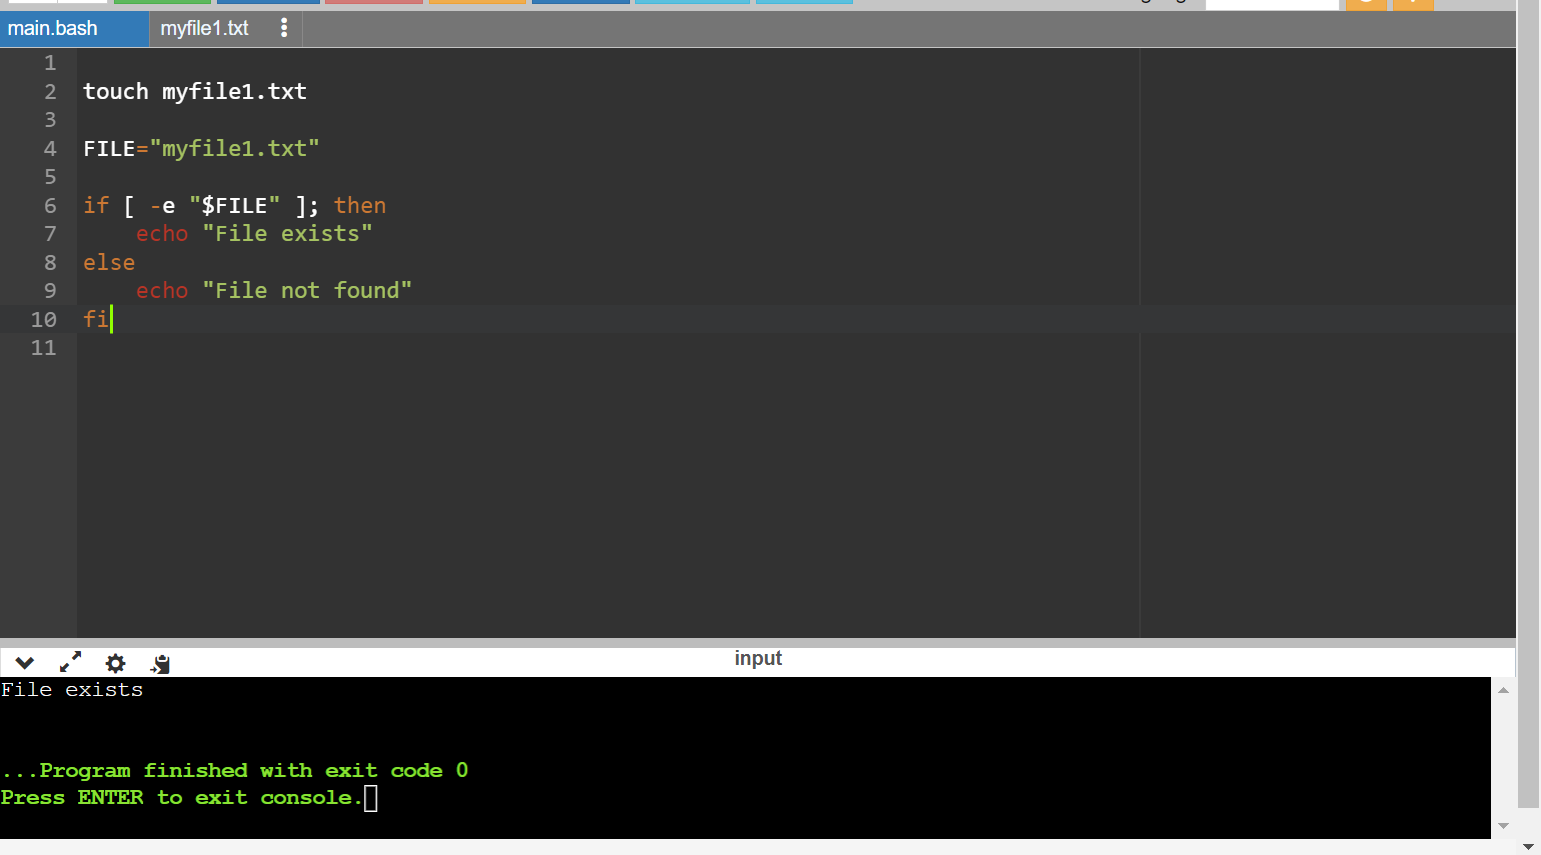 main.bash
myfile1.txt
1
2 touch myfile1.txt
3
4 FILE="myfile1.txt"
5
6 if [ -e "$FILE" ]; then
7     echo "File exists"
8 else
9     echo "File not found"
10 fi
11
input
File exists
...Program finished with exit code 0
Press ENTER to exit console.